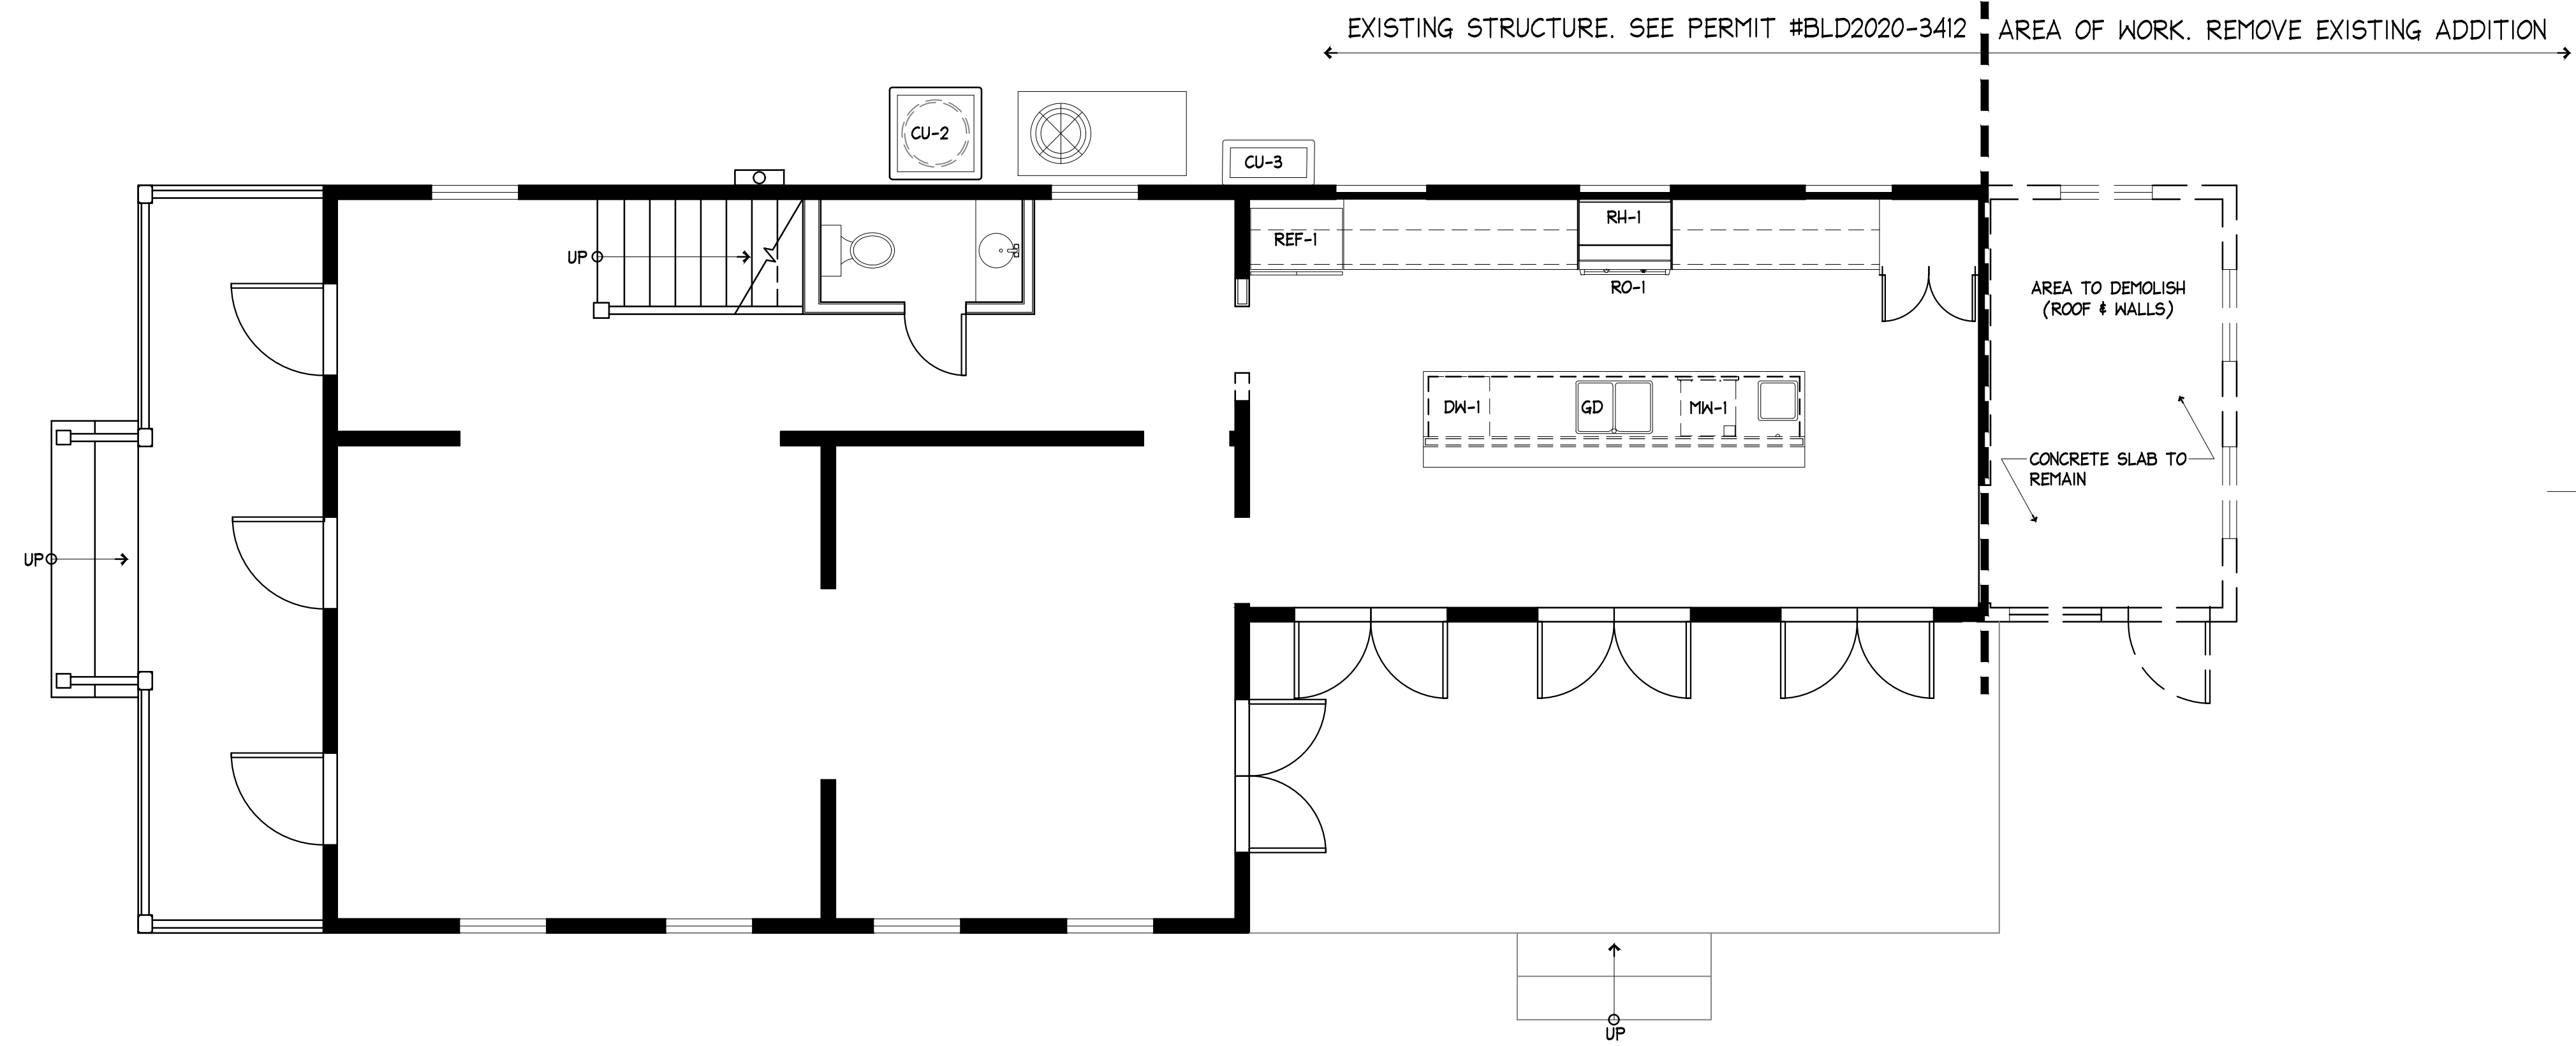 EXISTING STRUCTURE. SEE PERMIT #BLD2020-3412
AREA OF WORK. REMOVE EXISTING ADDITION
CU-2
CU-3
RH-1
REF-1
UP
RO-1
AREA TO DEMOLISH
(ROOF & WALLS)
DW-1
GD
MW-1
CONCRETE SLAB TO
REMAIN
UP
UP